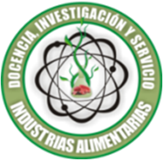 DOCENCIA, INVESTIGACIÓN Y SERVICIO
INDUSTRIAS ALIMENTARIAS